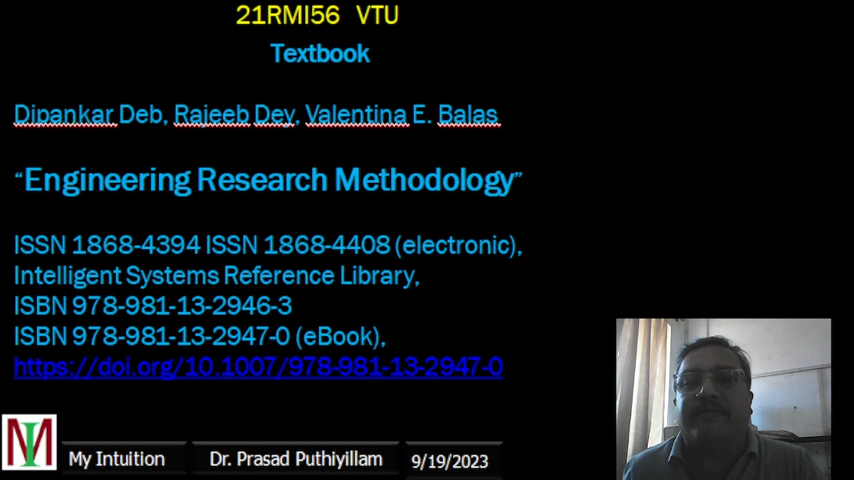 21RMI56 VTU
Textbook
Dipankar Deb, Rajeeb Dey, Valentina E. Balas
“Engineering Research Methodology”
ISSN 1868-4394 ISSN 1868-4408 (electronic),
Intelligent Systems Reference Library,
ISBN 978-981-13-2946-3
ISBN 978-981-13-2947-0 (eBook),
https://doi.org/10.1007/978-981-13-2947-0
MI
My Intuition Dr. Prasad Puthiyillam 9/19/2023